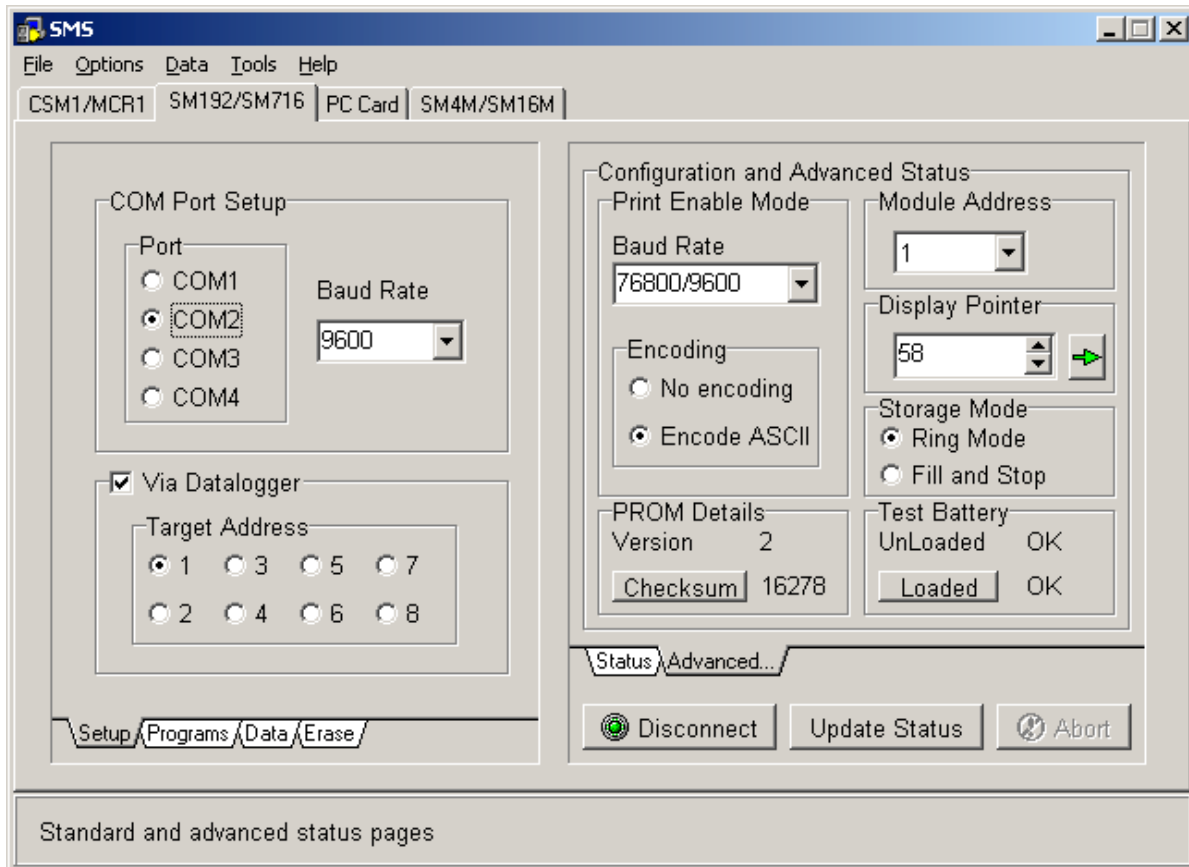 SMS
File Options Data Tools Help
CSM1/MCR1 SM192/SM716 PC Card SM4M/SM16M
COM Port Setup
Port
COM1
COM2
COM3
COM4
Baud Rate
9600
Via Datalogger
Target Address
1 3 5 7
2 4 6 8
Setup Programs Data Erase
Configuration and Advanced Status
Print Enable Mode
Baud Rate
76800/9600
Encoding
No encoding
Encode ASCII
Module Address
1
Display Pointer
58
Storage Mode
Ring Mode
Fill and Stop
PROM Details
Version 2
Checksum 16278
Test Battery
UnLoaded OK
Loaded OK
Status Advanced...
Disconnect Update Status Abort
Standard and advanced status pages